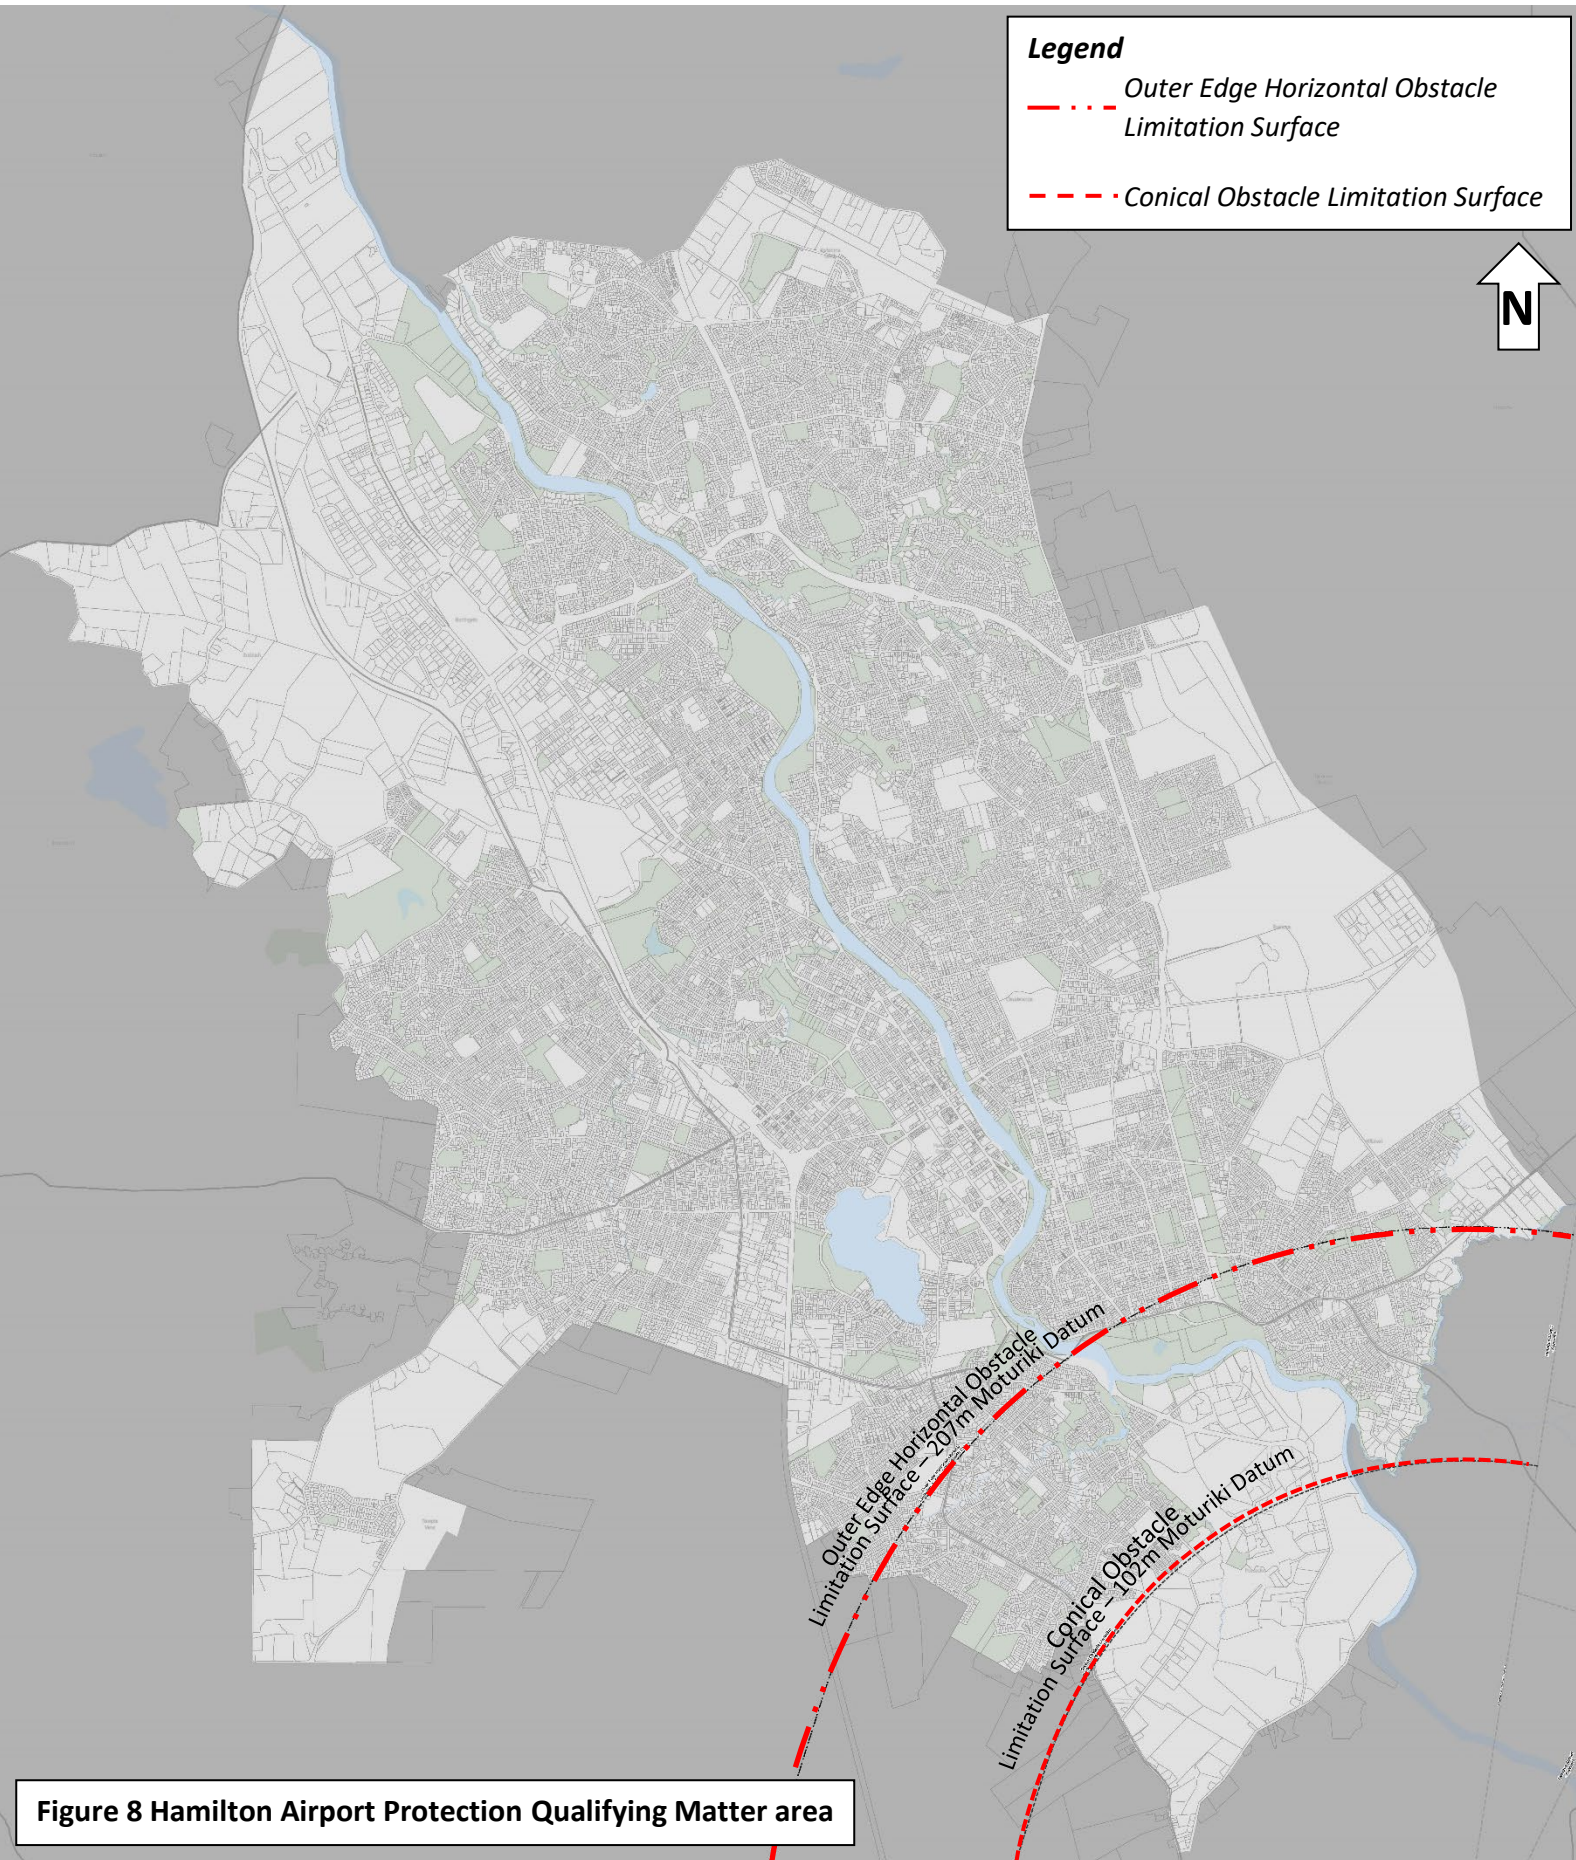 Legend
Outer Edge Horizontal Obstacle
Limitation Surface
Conical Obstacle Limitation Surface
N
Outer Edge Horizontal Obstacle
Limitation Surface – 207m Moturiki Datum
Conical Obstacle
Limitation Surface – 102m Moturiki Datum
Figure 8 Hamilton Airport Protection Qualifying Matter area